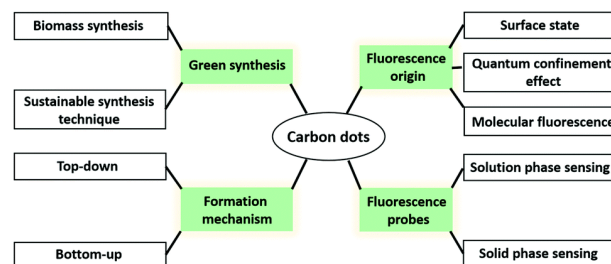 Biomass synthesis
Green synthesis
Sustainable synthesis
technique
Top-down
Formation
mechanism
Bottom-up
Carbon dots
Surface state
Fluorescence
origin
Quantum confinement
effect
Molecular fluorescence
Solution phase sensing
Fluorescence
probes
Solid phase sensing